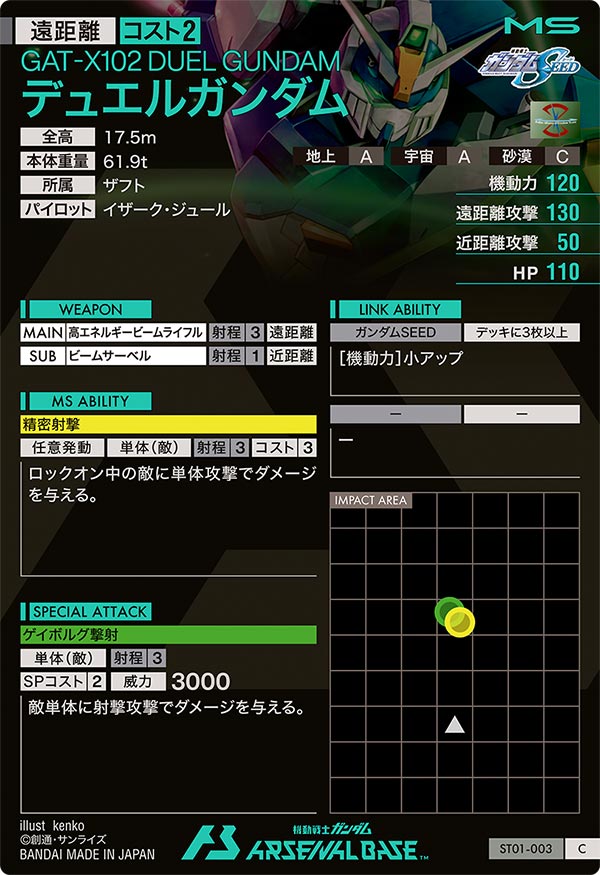 遠距離 コスト2 MS
GAT-X102 DUEL GUNDAM
機動戦士 ガンダム SEED
デュエルガンダム
全高 17.5m
本体重量 61.9t
所属 ザフト
パイロット イザーク・ジュール
地上 A 宇宙 A 砂漠 C
機動力 120
遠距離攻撃 130
近距離攻撃 50
HP 110
WEAPON
MAIN 高エネルギービームライフル 射程 3 遠距離
SUB ビームサーベル 射程 1 近距離
MS ABILITY
精密射撃
任意発動 単体(敵) 射程 3 コスト 3
ロックオン中の敵に単体攻撃でダメージ
を与える。
SPECIAL ATTACK
ゲイボルグ撃射
単体(敵) 射程 3
SPコスト 2 威力 3000
敵単体に射撃攻撃でダメージを与える。
LINK ABILITY
ガンダムSEED デッキに3枚以上
[機動力]小アップ
— —
—
IMPACT AREA
illust kenko
©創通・サンライズ
BANDAI MADE IN JAPAN
機動戦士ガンダム
AB ARSENAL BASE™
ST01-003 C